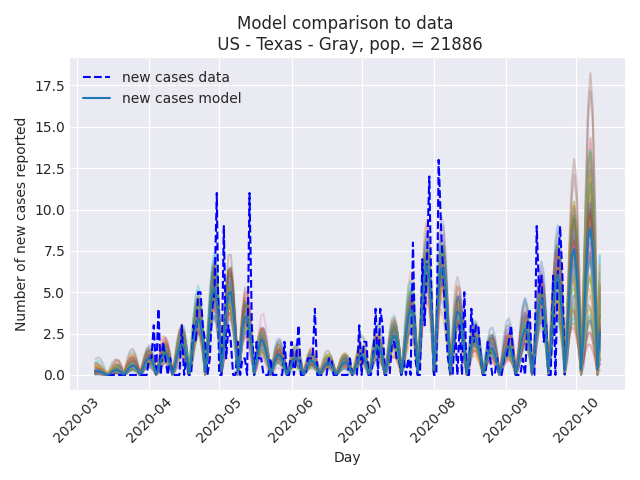 Model comparison to data
US - Texas - Gray, pop. = 21886
new cases data
new cases model
Number of new cases reported
17.5
15.0
12.5
10.0
7.5
5.0
2.5
0.0
2020-03
2020-04
2020-05
2020-06
2020-07
2020-08
2020-09
2020-10
Day